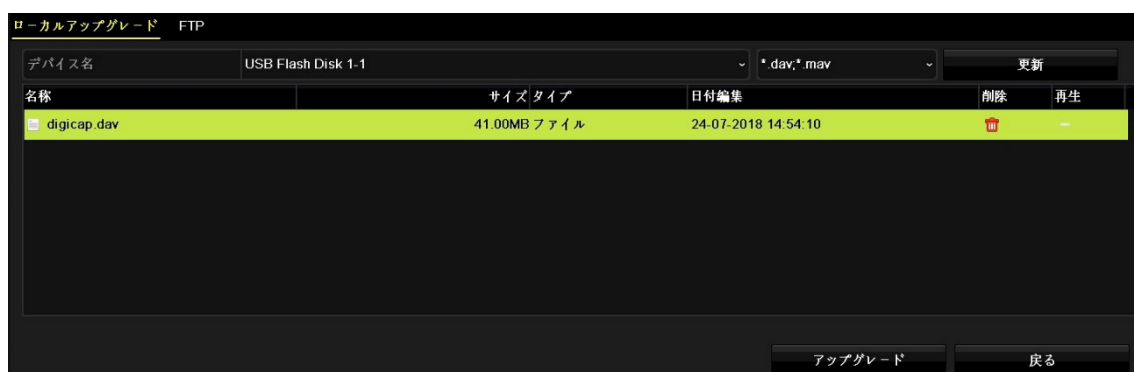 ローカルアップグレード FTP
デバイス名 USB Flash Disk 1-1 *.dav;*.mav 更新
名称 サイズ タイプ 日付編集 削除 再生
digicap.dav 41.00MB ファイル 24-07-2018 14:54:10
アップグレード 戻る